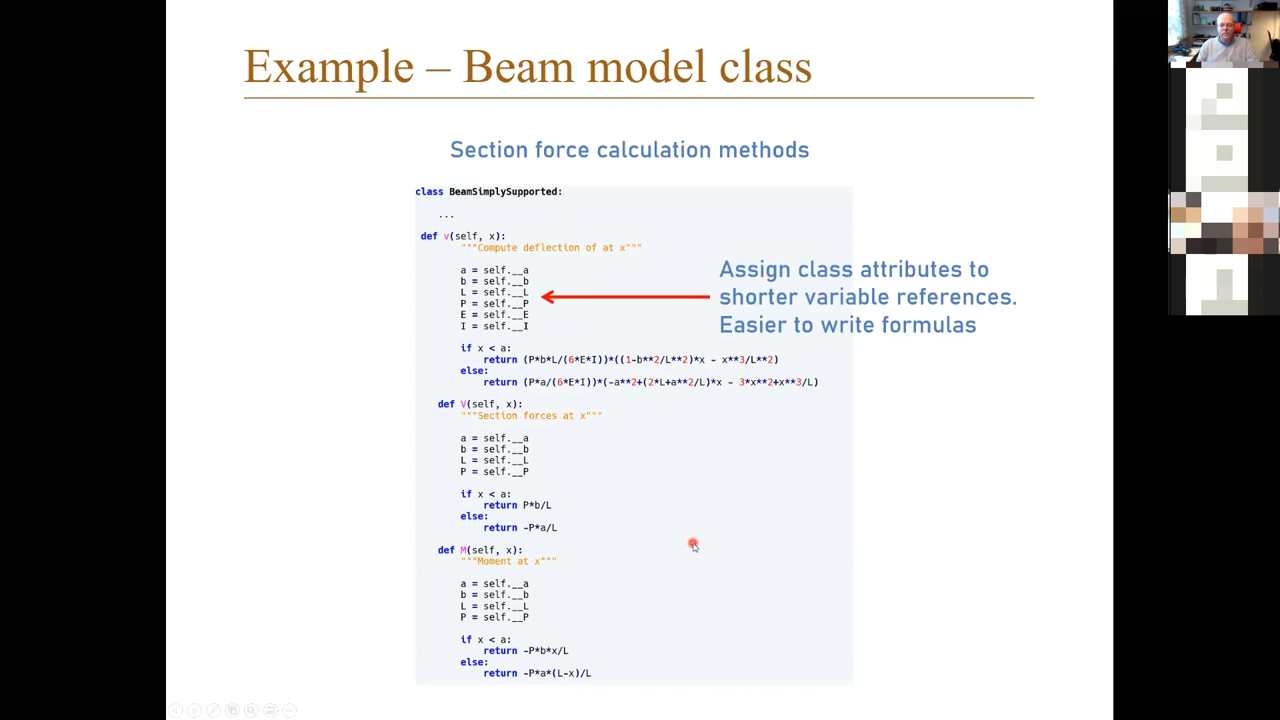 Example – Beam model class
Section force calculation methods
class BeamSimplySupported:
...
def v(self, x):
"""Compute deflection of at x"""
a = self.__a
b = self.__b
L = self.__L
P = self.__P
E = self.__E
I = self.__I
if x < a:
return (P*b*L/(6*E*I))*((1-b**2/L**2)*x - x**3/L**2)
else:
return (P*a/(6*E*I))*(-a**2+(2*L+a**2/L)*x - 3*x**2+x**3/L)
def V(self, x):
"""Section forces at x"""
a = self.__a
b = self.__b
L = self.__L
P = self.__P
if x < a:
return P*b/L
else:
return -P*a/L
def M(self, x):
"""Moment at x"""
a = self.__a
b = self.__b
L = self.__L
P = self.__P
if x < a:
return -P*b*x/L
else:
return -P*a*(L-x)/L
Assign class attributes to
shorter variable references.
Easier to write formulas